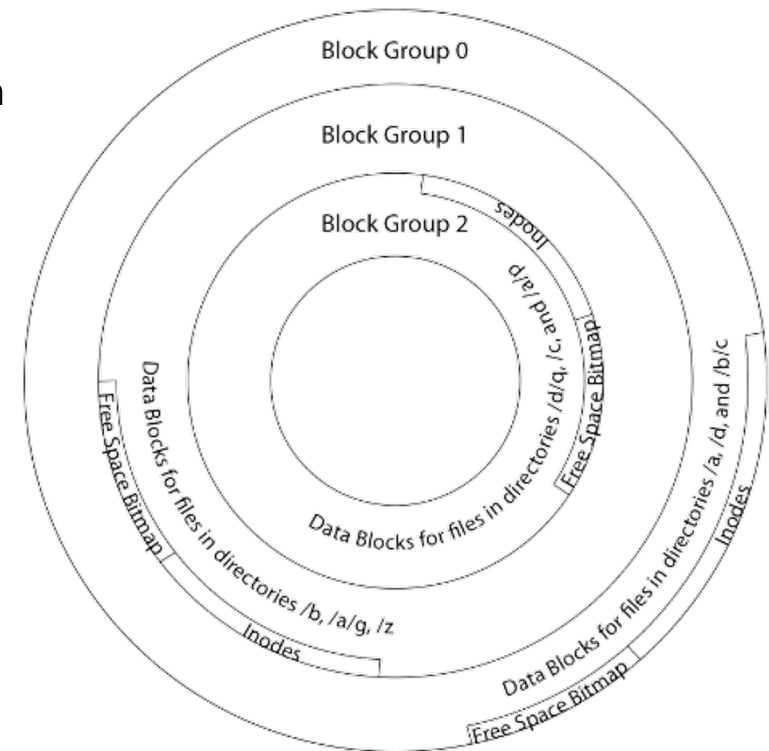 Block Group 0
n
Block Group 1
Block Group 2
Inodes
Free Space Bitmap
Data Blocks for files in directories /d/q, /c, and /a/p
Free Space Bitmap
Inodes
Data Blocks for files in directories /b, /a/g, /z
Inodes
Free Space Bitmap
Data Blocks for files in directories /a, /d, and /b/c